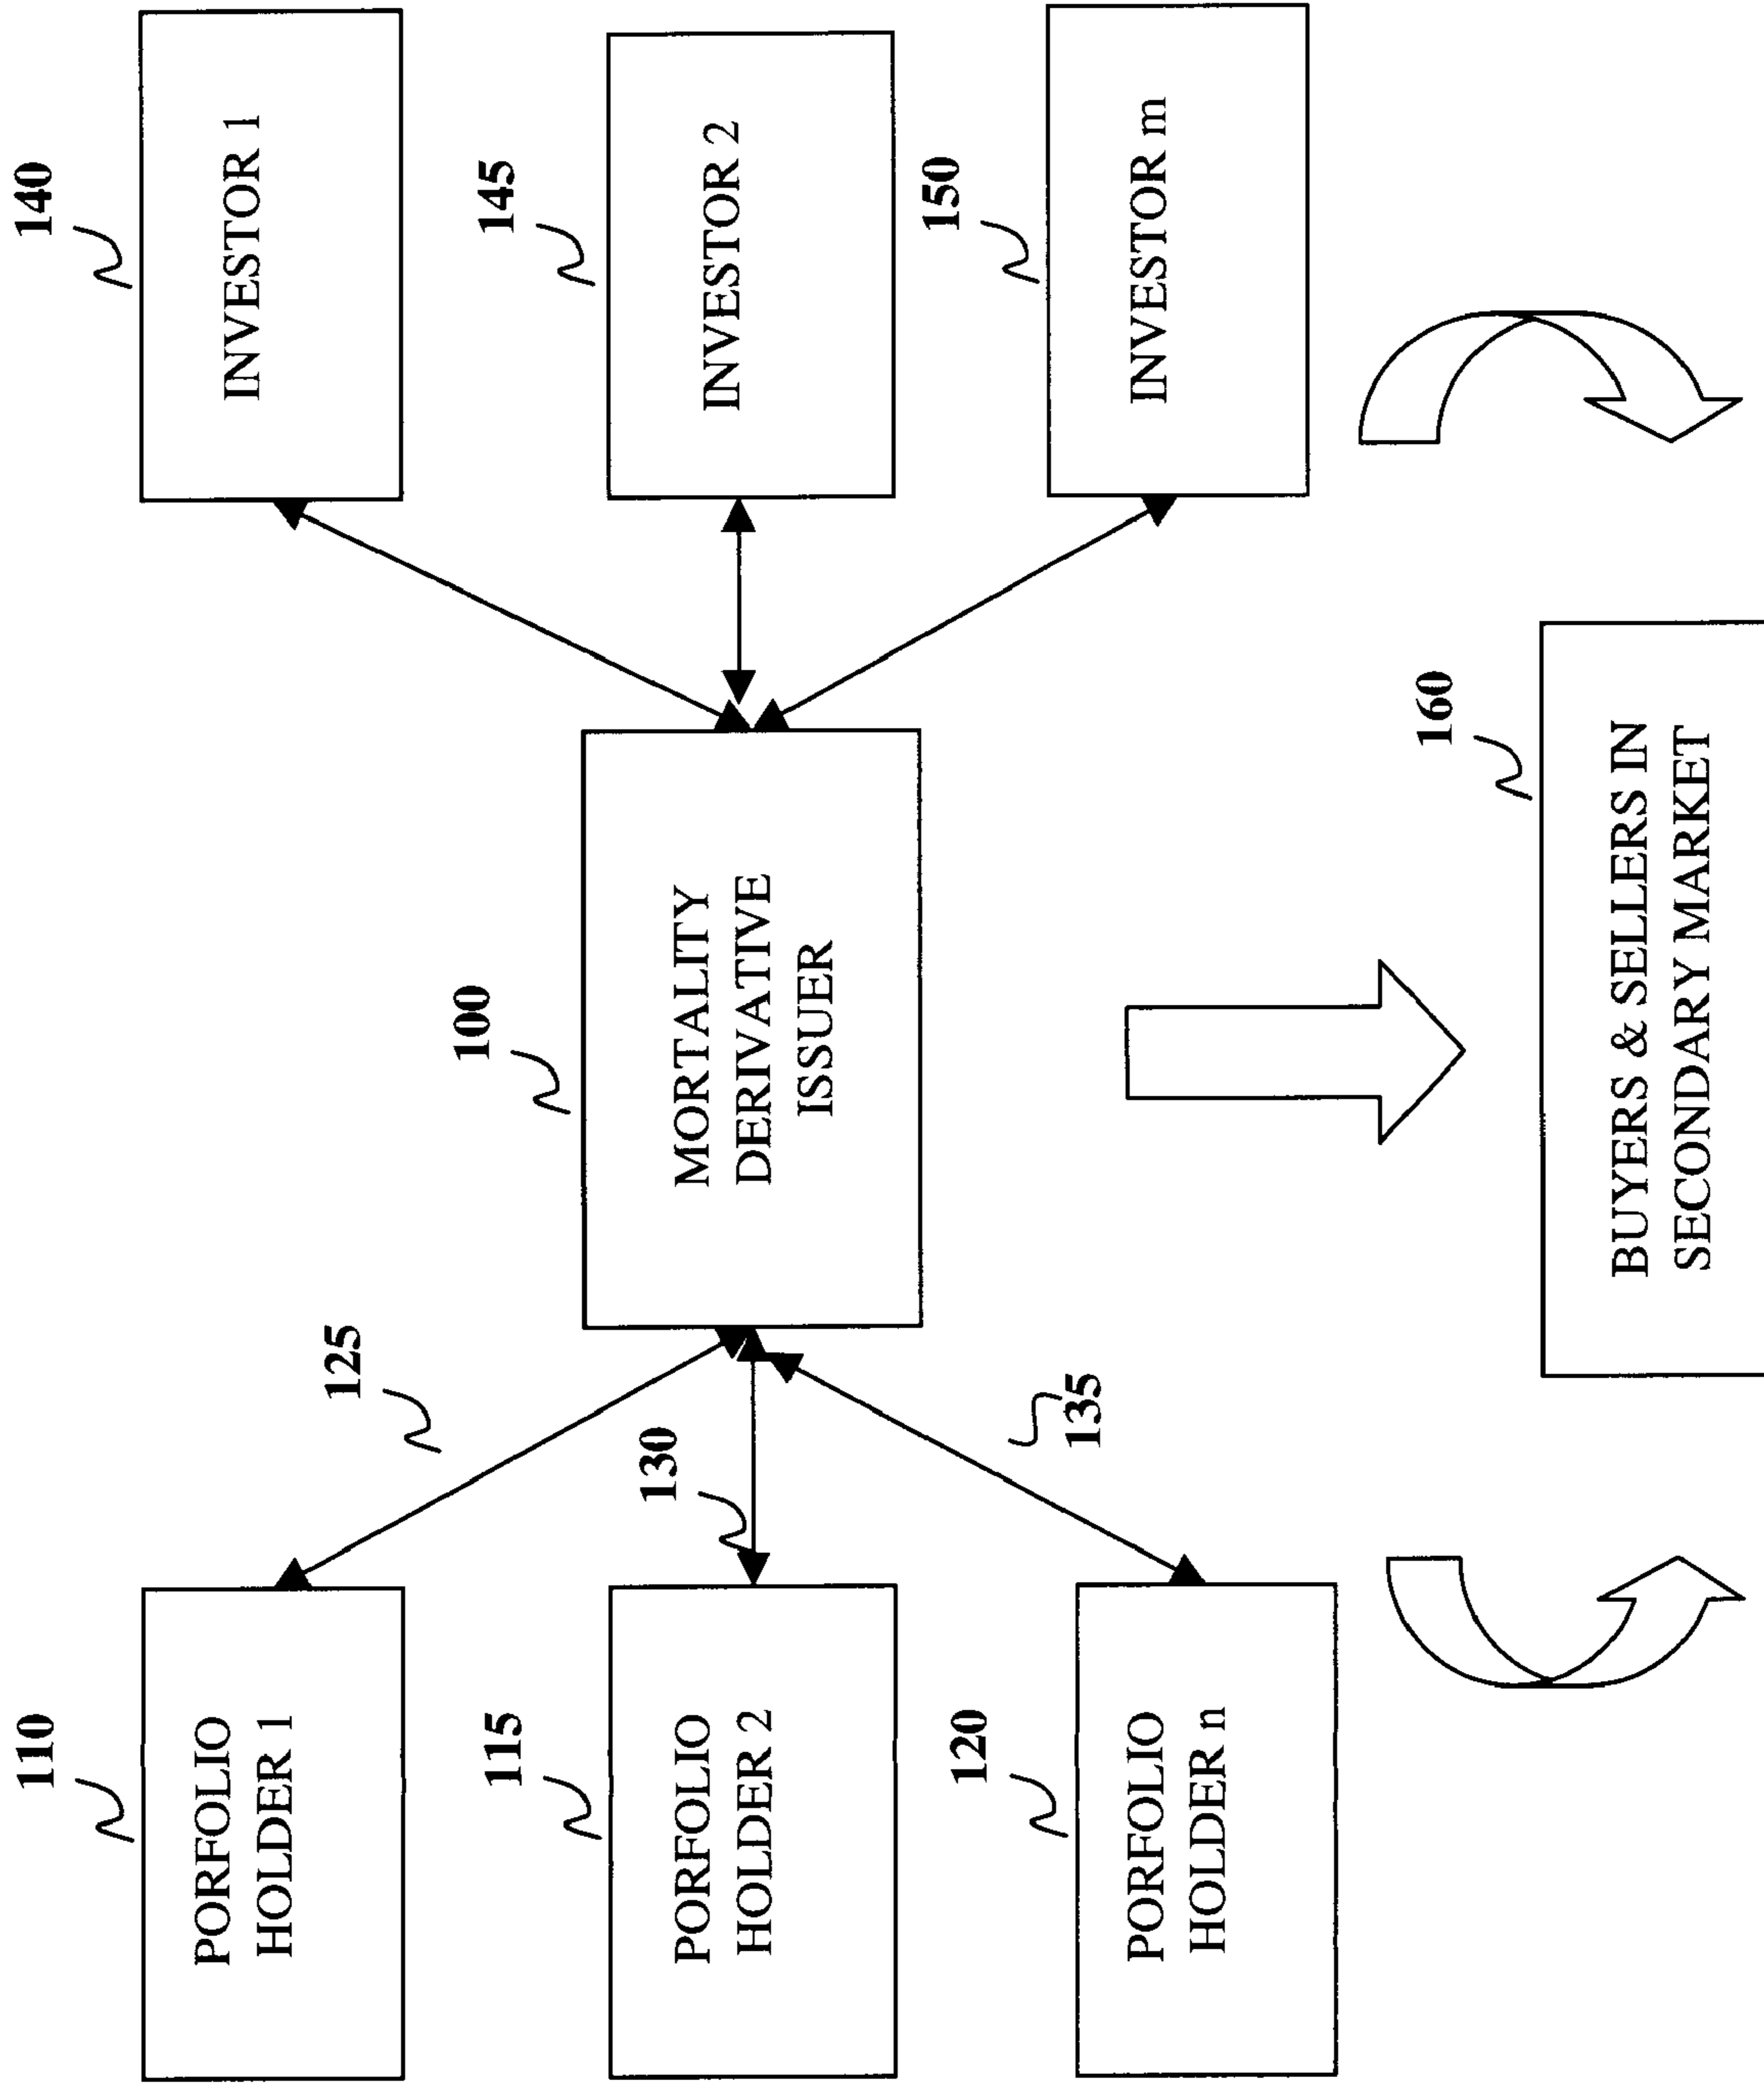 110
PORFOLIO
HOLDER 1
115
PORFOLIO
HOLDER 2
120
PORFOLIO
HOLDER n
125
130
135
100
MORTALITY
DERIVATIVE
ISSUER
140
INVESTOR 1
145
INVESTOR 2
150
INVESTOR m
160
BUYERS & SELLERS IN
SECONDARY MARKET